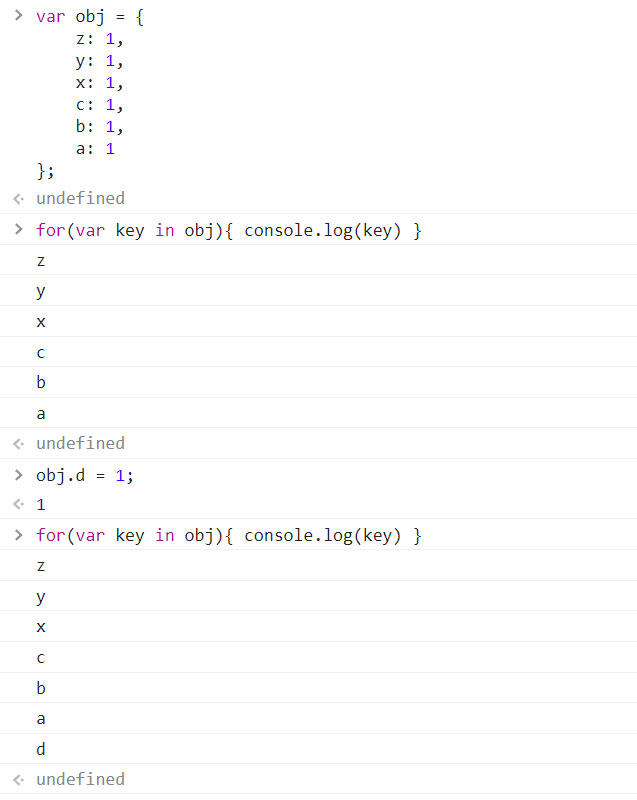 > var obj = {
z: 1,
y: 1,
x: 1,
c: 1,
b: 1,
a: 1
};
undefined
> for(var key in obj){ console.log(key) }
z
y
x
c
b
a
undefined
> obj.d = 1;
1
> for(var key in obj){ console.log(key) }
z
y
x
c
b
a
d
undefined